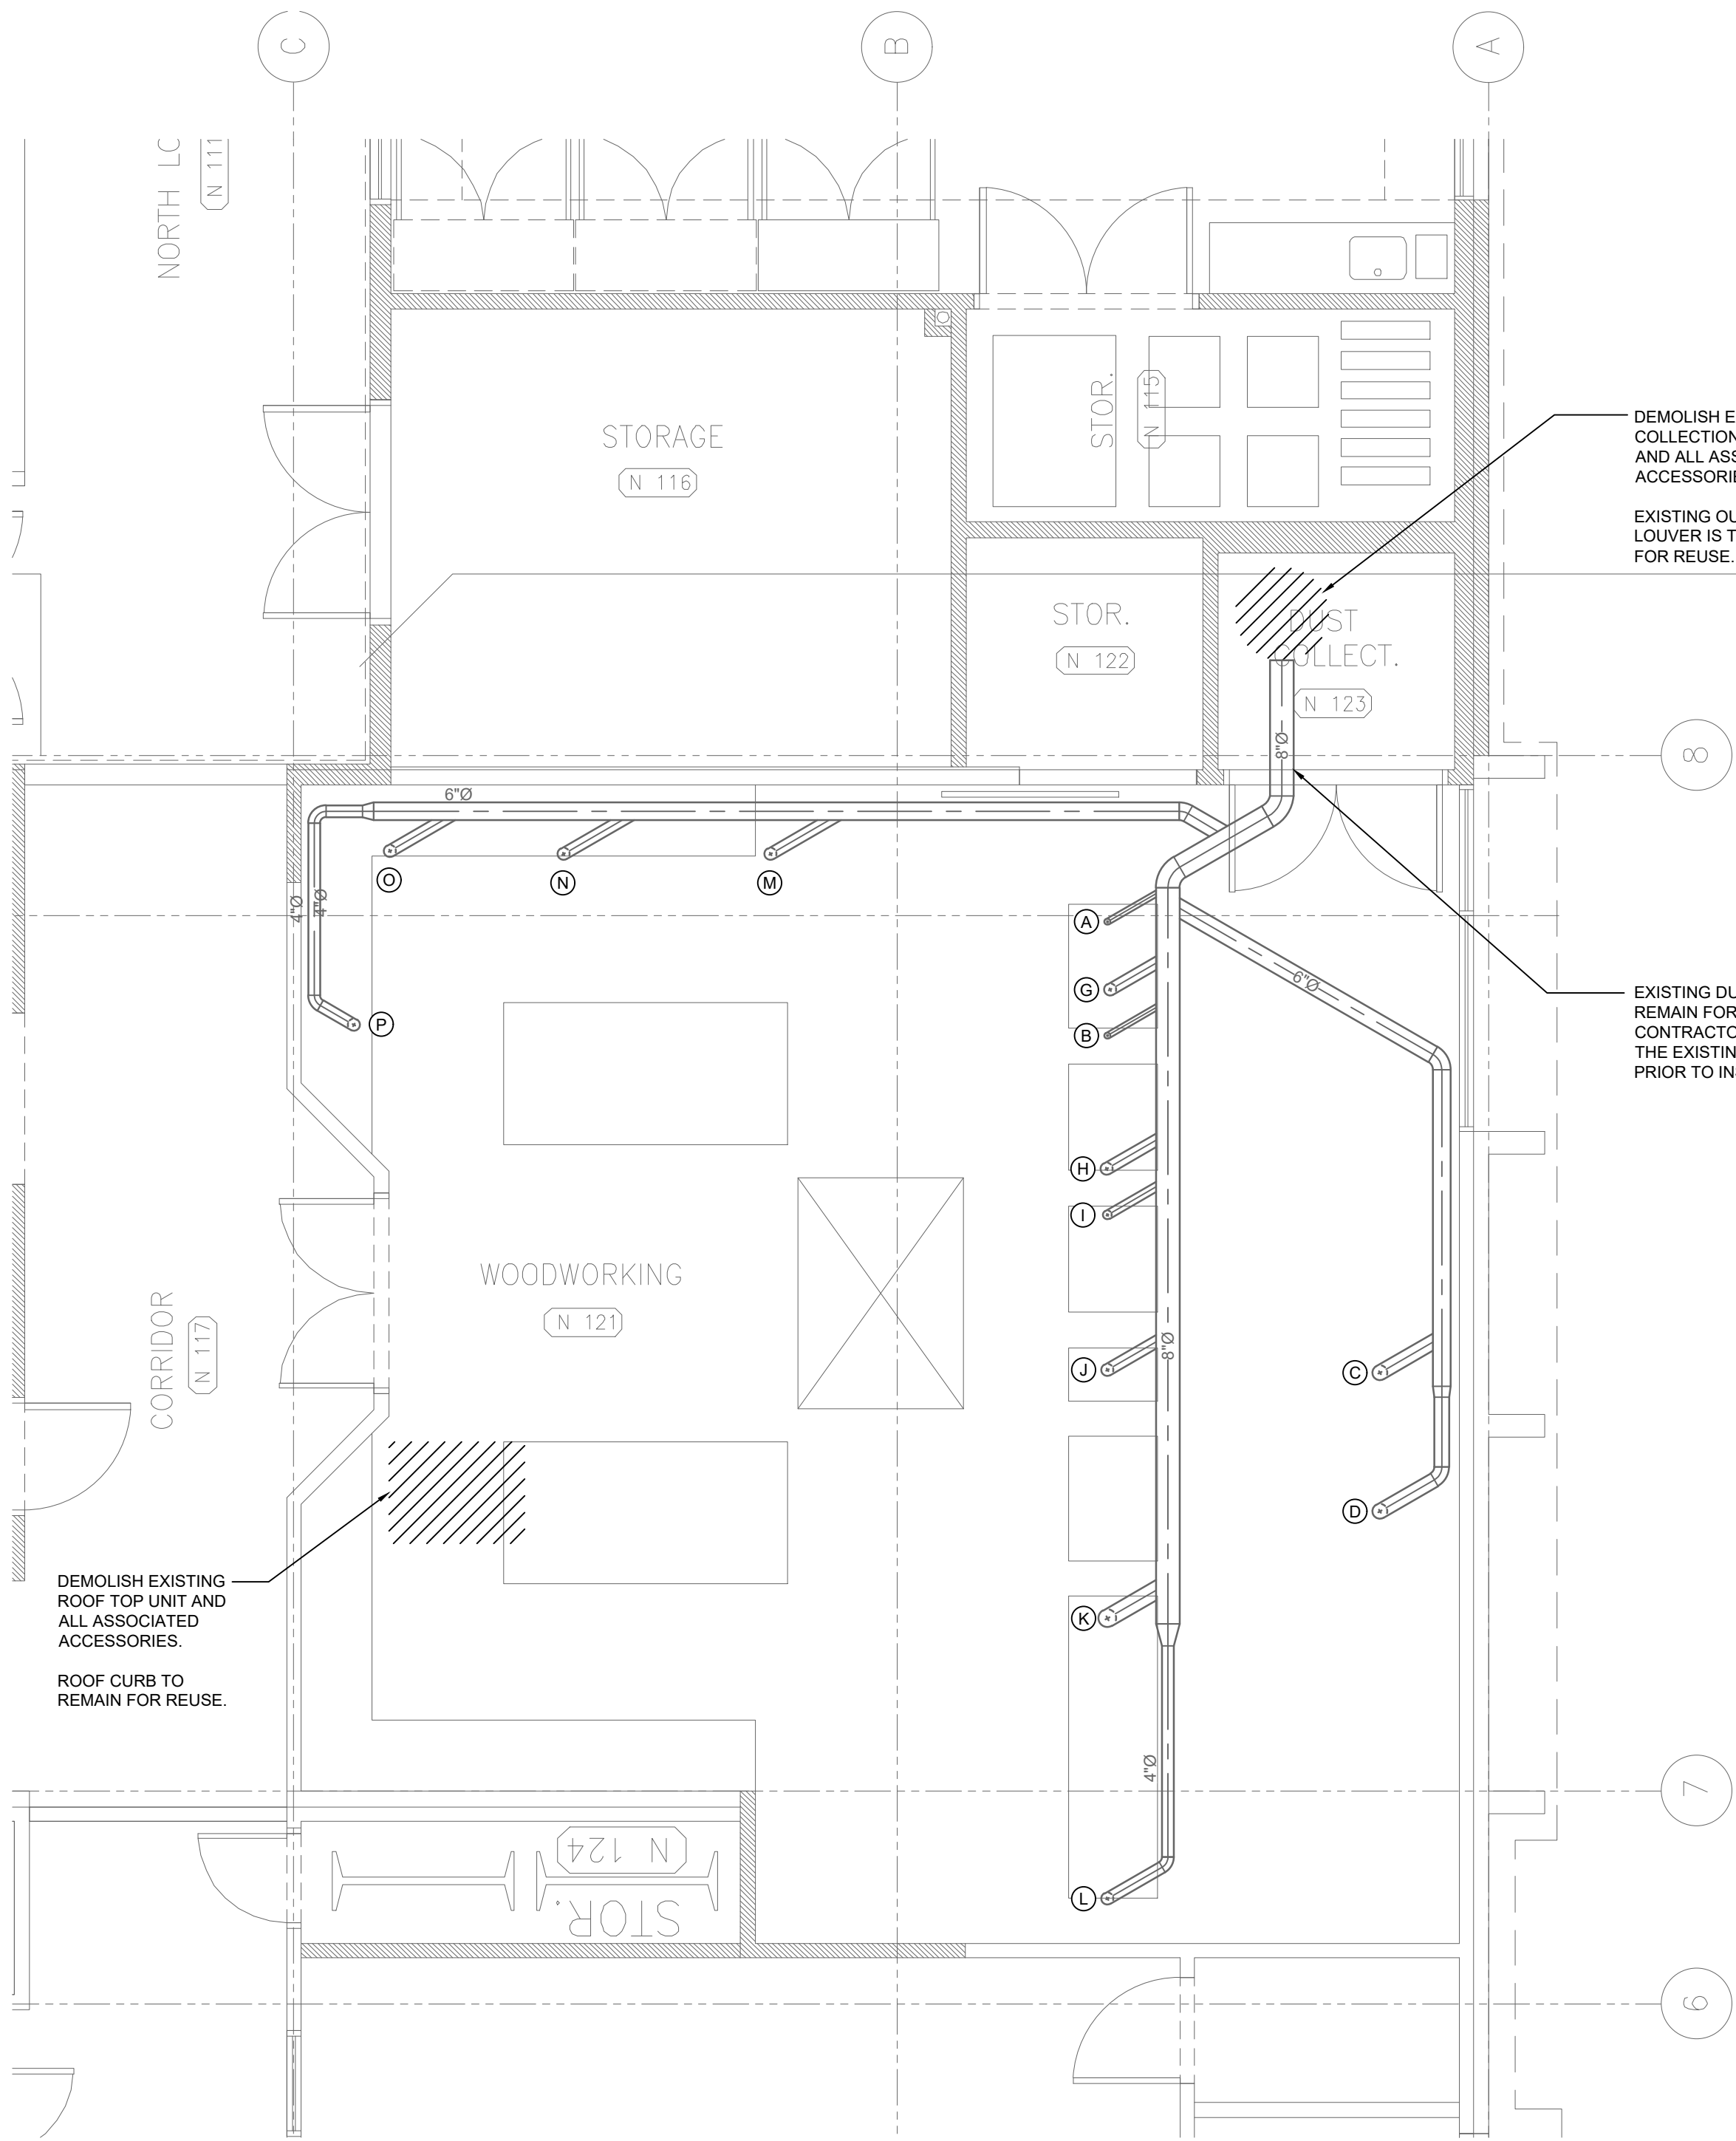 C
B
A
NORTH LC
N 111
STORAGE
N 116
STOR.
N 115
DEMOLISH E
COLLECTION
AND ALL ASS
ACCESSORIE
EXISTING OU
LOUVER IS T
FOR REUSE.
STOR.
N 122
DUST
COLLECT.
N 123
8"Ø
8
6"Ø
O
N
M
4"Ø
4"Ø
P
A
G
B
6"Ø
EXISTING DU
REMAIN FOR
CONTRACTO
THE EXISTIN
PRIOR TO IN
H
I
WOODWORKING
N 121
CORRIDOR
N 117
J
8"Ø
C
D
K
DEMOLISH EXISTING
ROOF TOP UNIT AND
ALL ASSOCIATED
ACCESSORIES.
ROOF CURB TO
REMAIN FOR REUSE.
4"Ø
7
N 124
STOR.
L
6